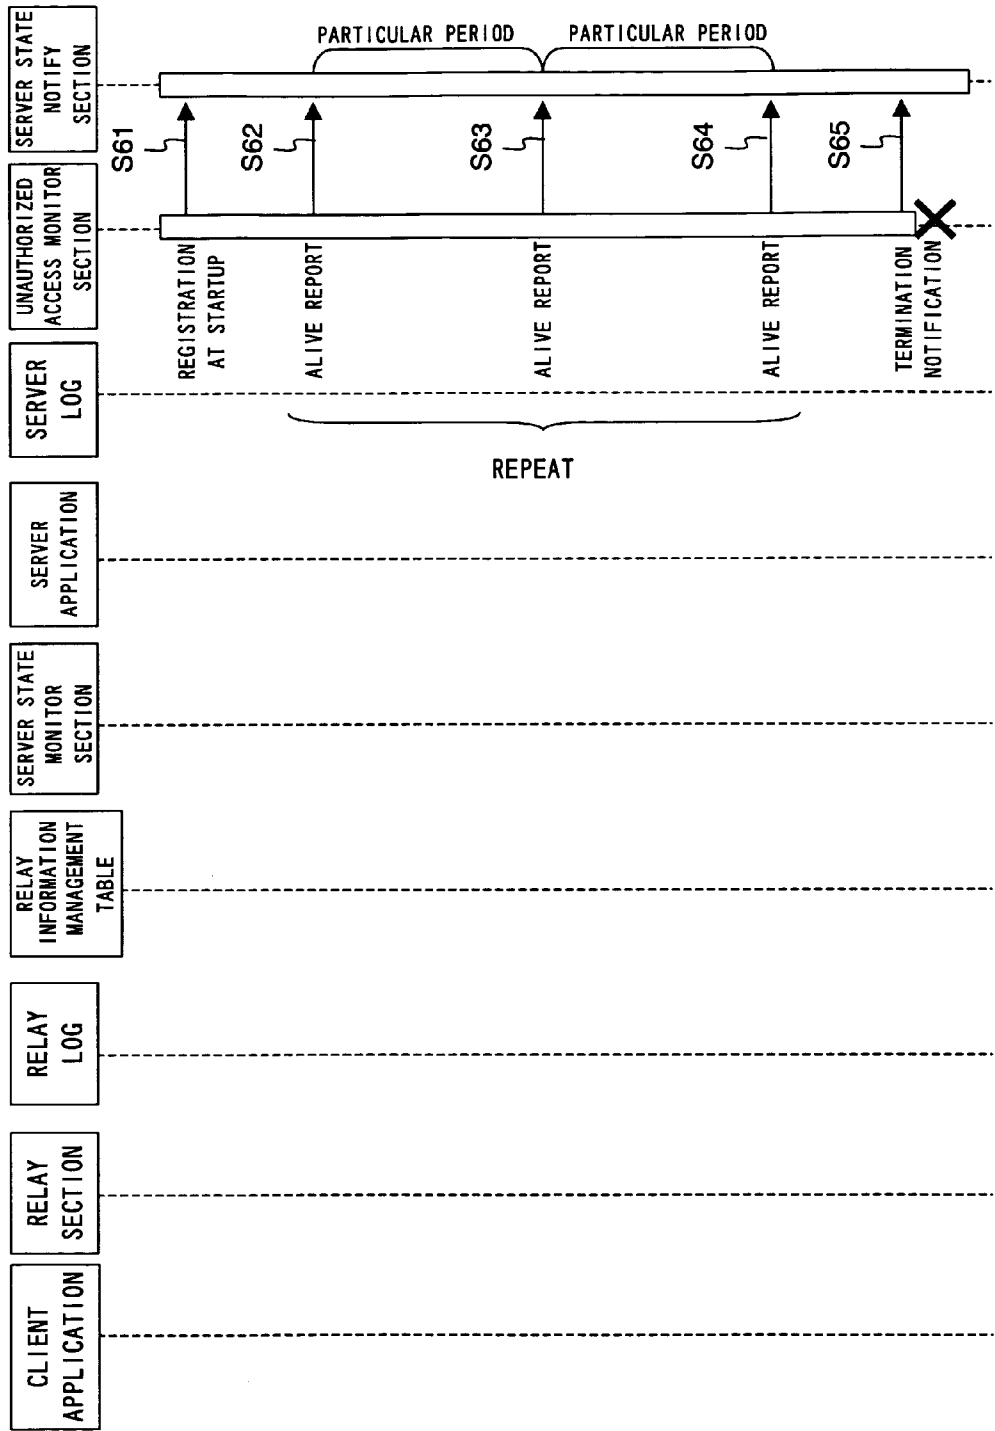 SERVER STATE
NOTIFY
SECTION
UNAUTHORIZED
ACCESS MONITOR
SECTION
SERVER
LOG
SERVER
APPLICATION
SERVER STATE
MONITOR
SECTION
RELAY
INFORMATION
MANAGEMENT
TABLE
RELAY
LOG
RELAY
SECTION
CLIENT
APPLICATION
PARTICULAR PERIOD
PARTICULAR PERIOD
S61
S62
S63
S64
S65
REGISTRATION
AT STARTUP
ALIVE REPORT
ALIVE REPORT
ALIVE REPORT
TERMINATION
NOTIFICATION
REPEAT